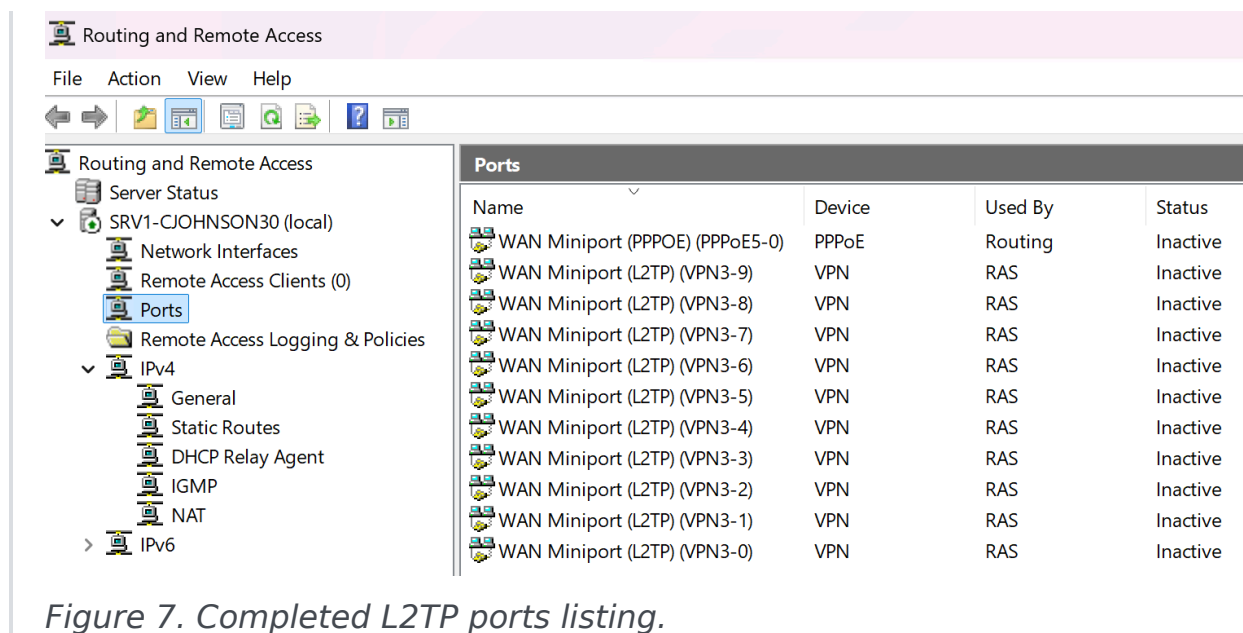 Routing and Remote Access
File Action View Help
Routing and Remote Access
Server Status
SRV1-CJOHNSON30 (local)
Network Interfaces
Remote Access Clients (0)
Ports
Remote Access Logging & Policies
IPv4
General
Static Routes
DHCP Relay Agent
IGMP
NAT
IPv6
Ports
Name Device Used By Status
WAN Miniport (PPPOE) (PPPoE5-0) PPPoE Routing Inactive
WAN Miniport (L2TP) (VPN3-9) VPN RAS Inactive
WAN Miniport (L2TP) (VPN3-8) VPN RAS Inactive
WAN Miniport (L2TP) (VPN3-7) VPN RAS Inactive
WAN Miniport (L2TP) (VPN3-6) VPN RAS Inactive
WAN Miniport (L2TP) (VPN3-5) VPN RAS Inactive
WAN Miniport (L2TP) (VPN3-4) VPN RAS Inactive
WAN Miniport (L2TP) (VPN3-3) VPN RAS Inactive
WAN Miniport (L2TP) (VPN3-2) VPN RAS Inactive
WAN Miniport (L2TP) (VPN3-1) VPN RAS Inactive
WAN Miniport (L2TP) (VPN3-0) VPN RAS Inactive
Figure 7. Completed L2TP ports listing.